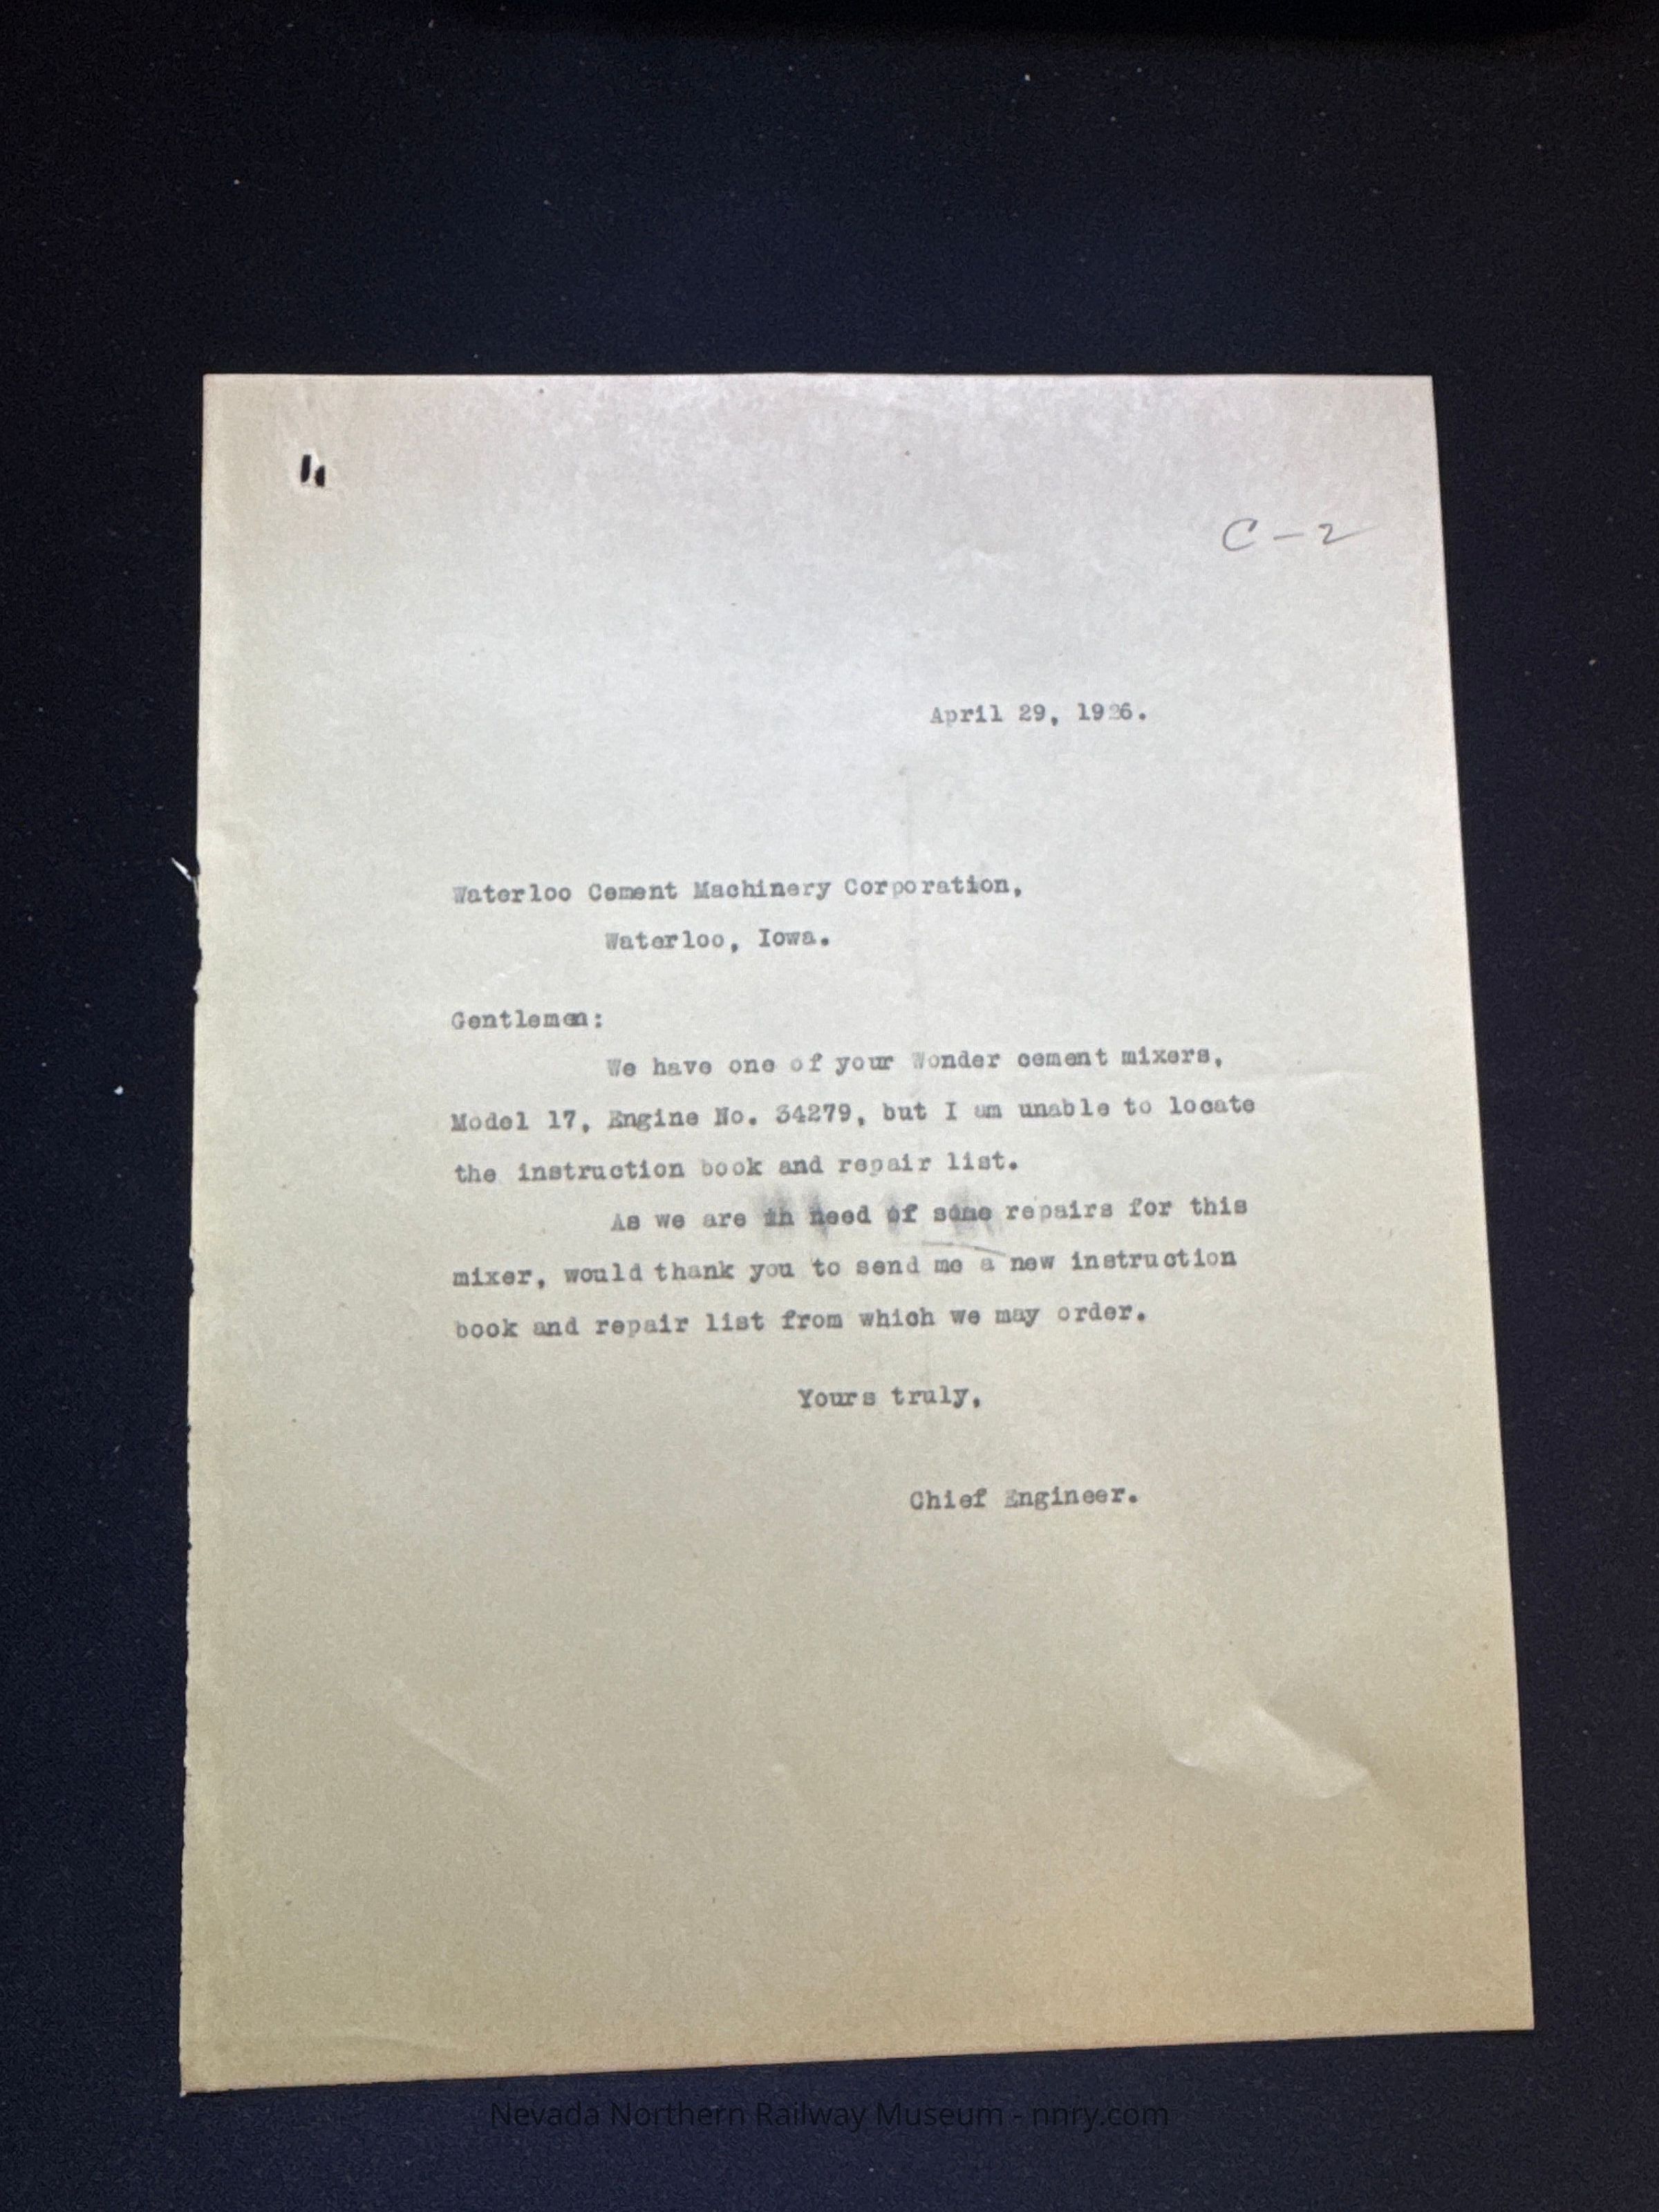 C-2
April 29, 1926.
Waterloo Cement Machinery Corporation,
Waterloo, Iowa.
Gentlemen:
We have one of your Wonder cement mixers,
Model 17, Engine No. 34279, but I am unable to locate
the instruction book and repair list.
As we are in need of some repairs for this
mixer, would thank you to send me a new instruction
book and repair list from which we may order.
Yours truly,
Chief Engineer.
Nevada Northern Railway Museum - nnry.com